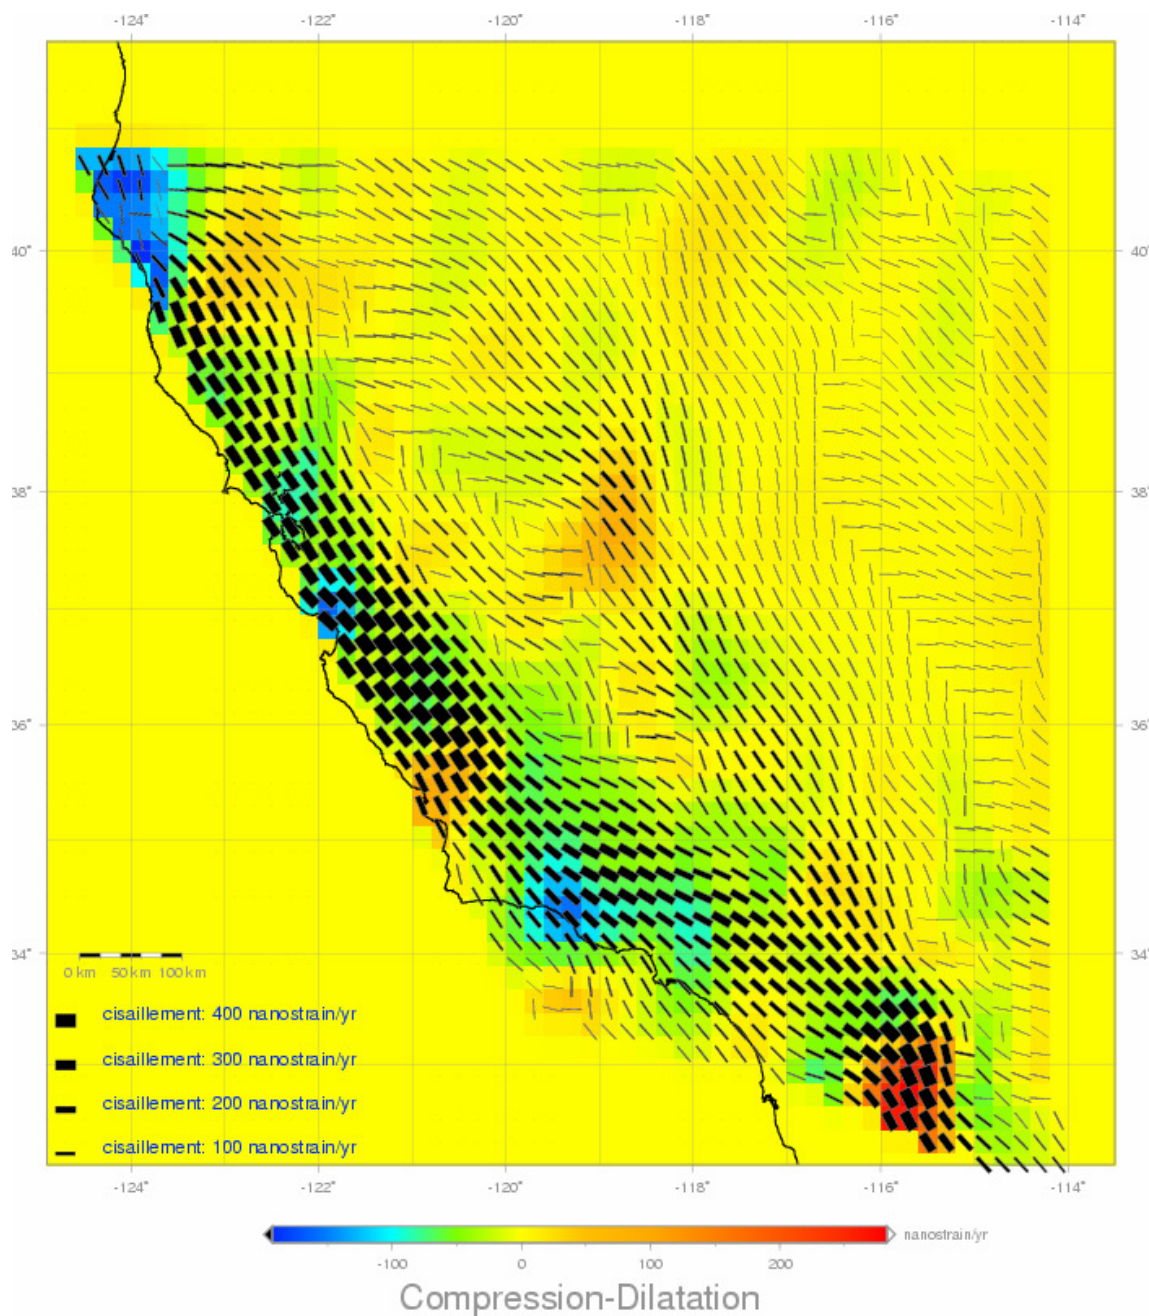 -124° -122° -120° -118° -116° -114°
40° 40°
38° 38°
36° 36°
34° 34°
0 km 50 km 100 km
cisaillement: 400 nanostrain/yr
cisaillement: 300 nanostrain/yr
cisaillement: 200 nanostrain/yr
cisaillement: 100 nanostrain/yr
-124° -122° -120° -118° -116° -114°
nanostrain/yr
-100 0 100 200
Compression-Dilatation